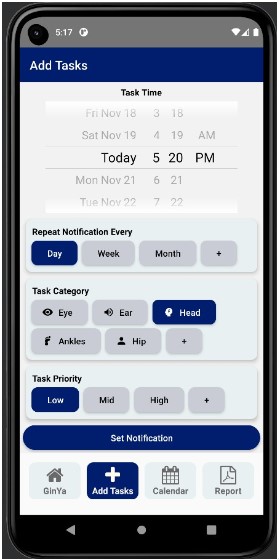 5:17
Add Tasks
Task Time
Fri Nov 18 3 18
Sat Nov 19 4 19 AM
Today 5 20 PM
Mon Nov 21 6 21
Tue Nov 22 7 22
Repeat Notification Every
Day Week Month +
Task Category
Eye Ear Head
Ankles Hip +
Task Priority
Low Mid High +
Set Notification
GinYa Add Tasks Calendar Report